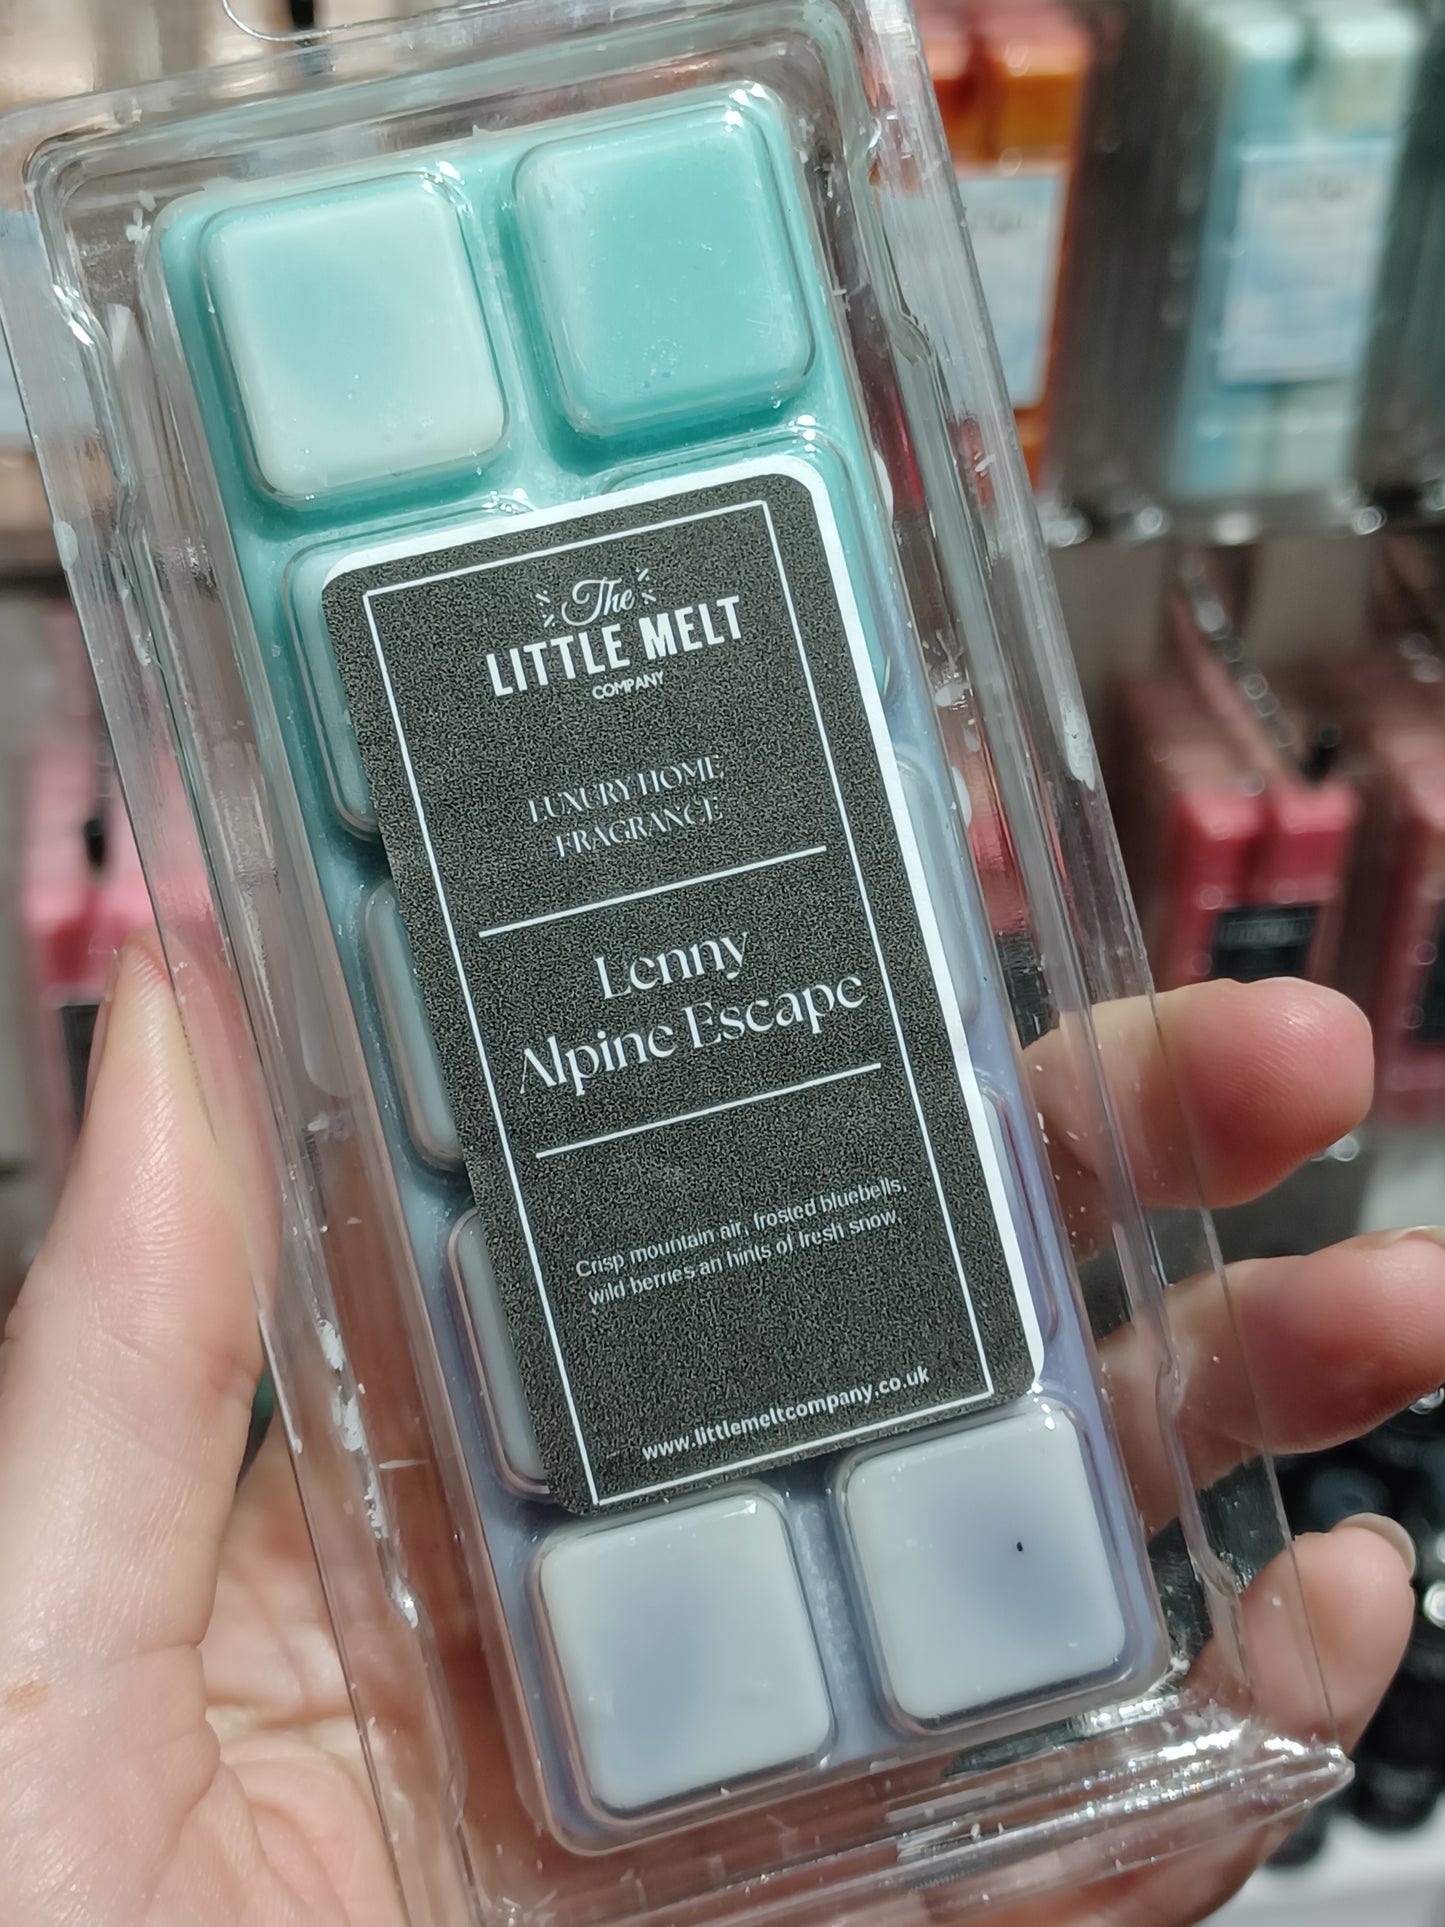 The
LITTLE MELT
COMPANY
LUXURY HOME
FRAGRANCE
Lenny
Alpine Escape
Crisp mountain air, frosted bluebells,
wild berries an hints of fresh snow.
www.littlemeltcompany.co.uk